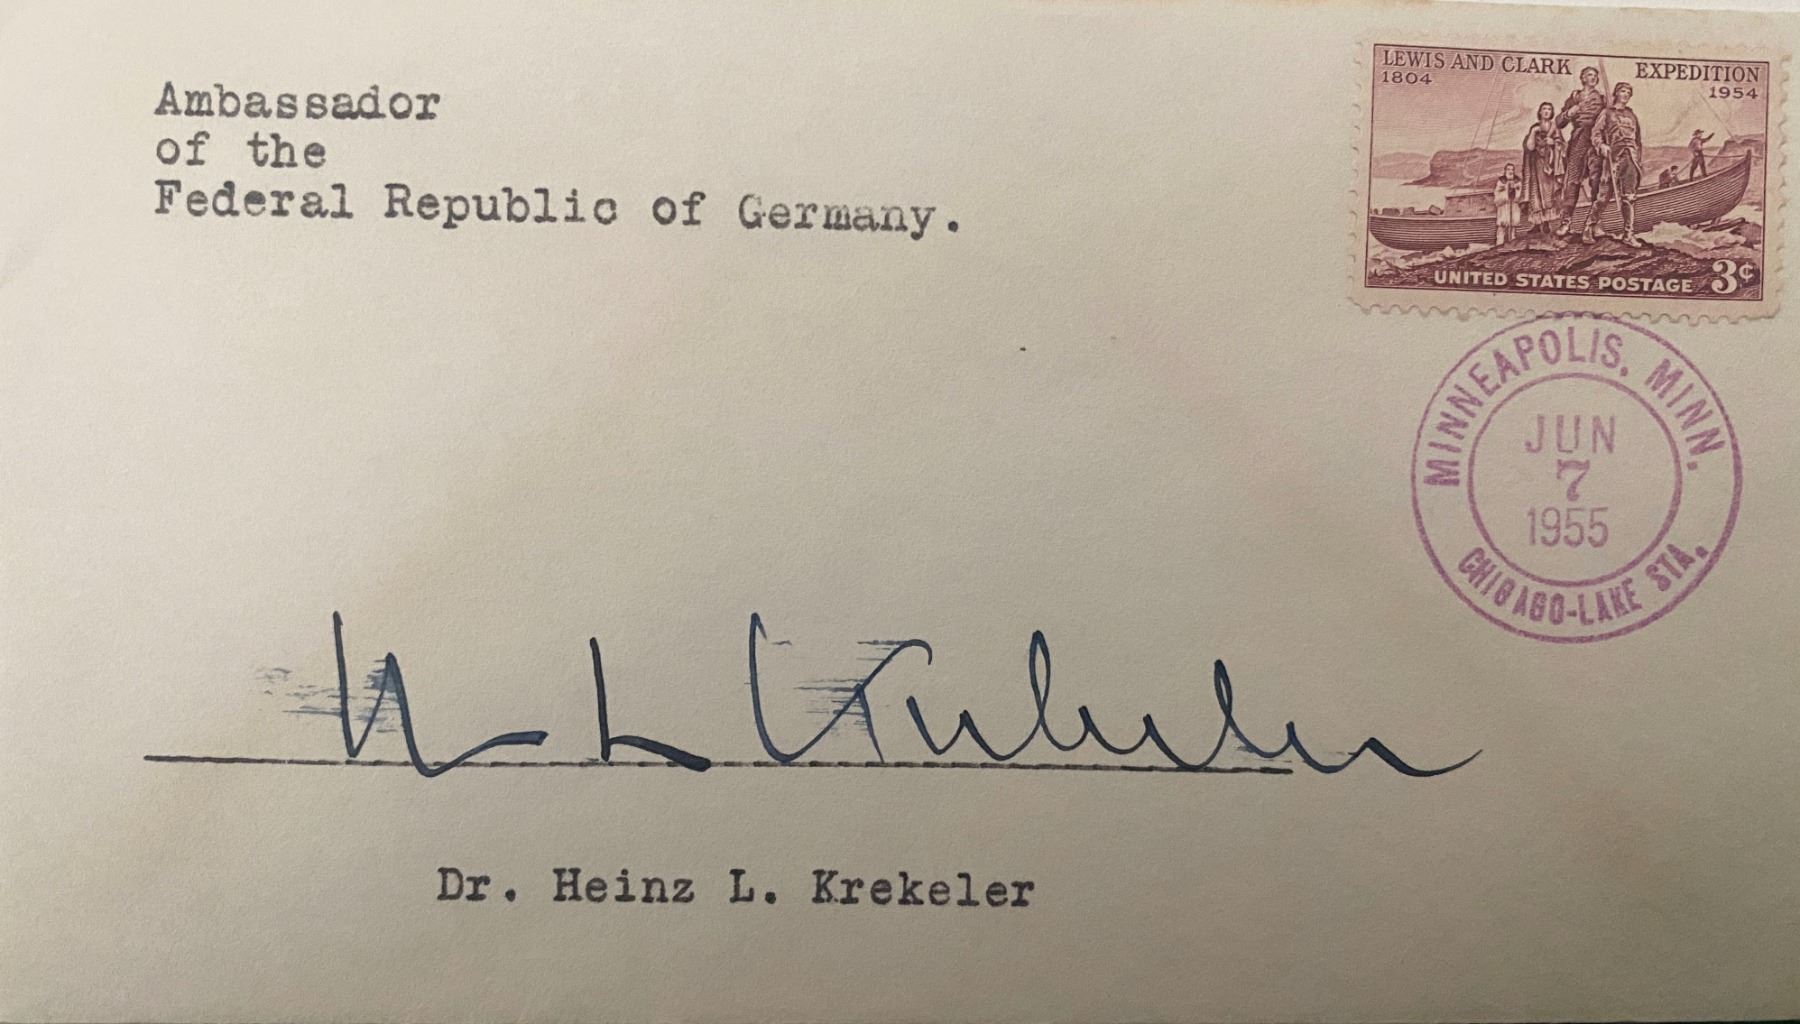 Ambassador
of the
Federal Republic of Germany.
LEWIS AND CLARK EXPEDITION
1804 1954
UNITED STATES POSTAGE 3¢
MINNEAPOLIS, MINN.
JUN
7
1955
CHICAGO-LAKE STA.
H L Krekeler
Dr. Heinz L. Krekeler